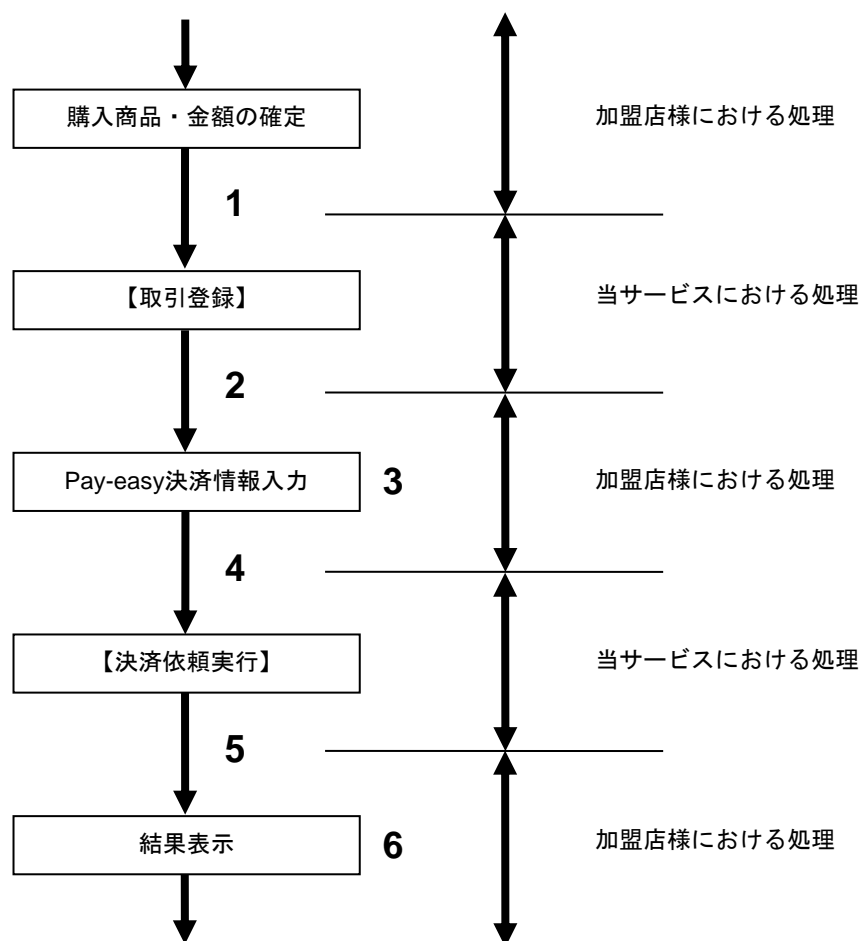 購入商品・金額の確定
加盟店様における処理
1
【取引登録】
当サービスにおける処理
2
Pay-easy決済情報入力
3
加盟店様における処理
4
【決済依頼実行】
当サービスにおける処理
5
結果表示
6
加盟店様における処理